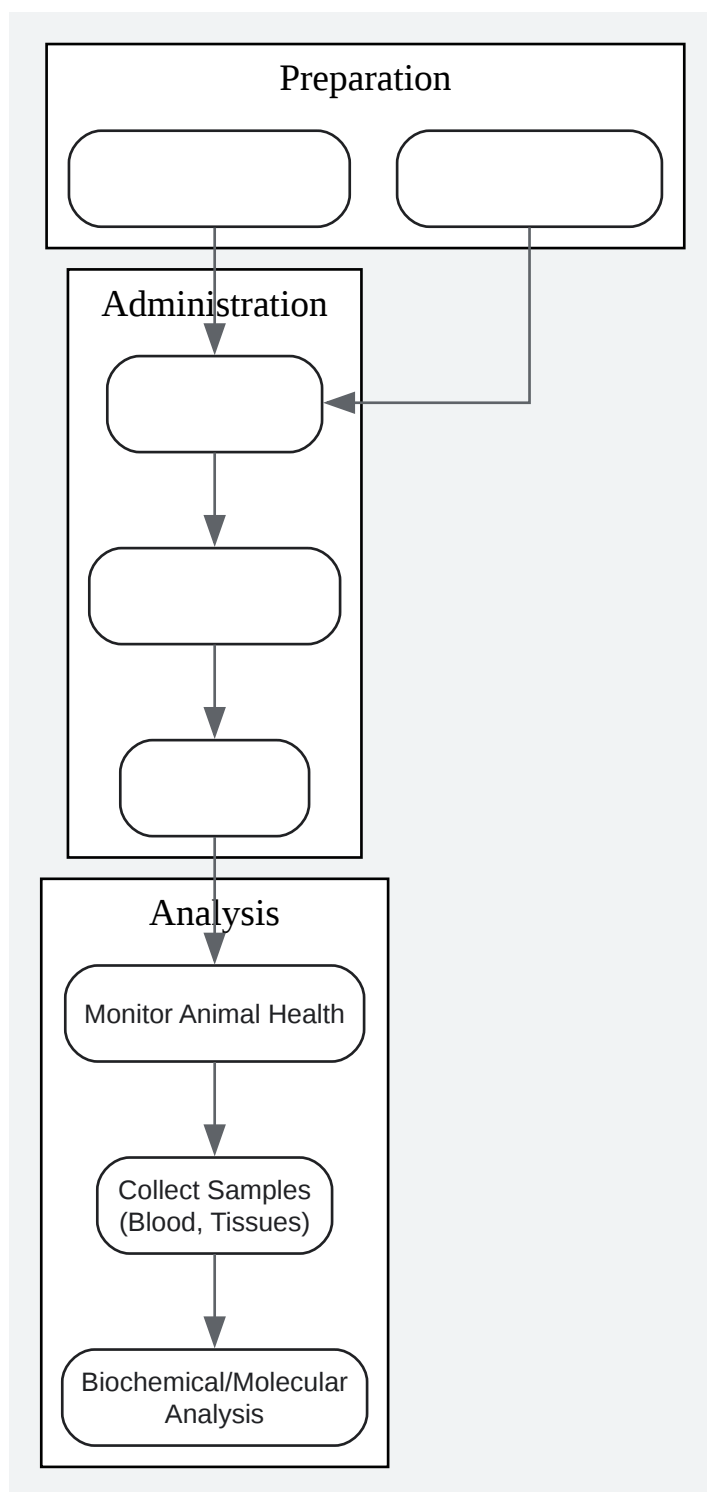 Preparation
Administration
Analysis
Monitor Animal Health
Collect Samples
(Blood, Tissues)
Biochemical/Molecular
Analysis